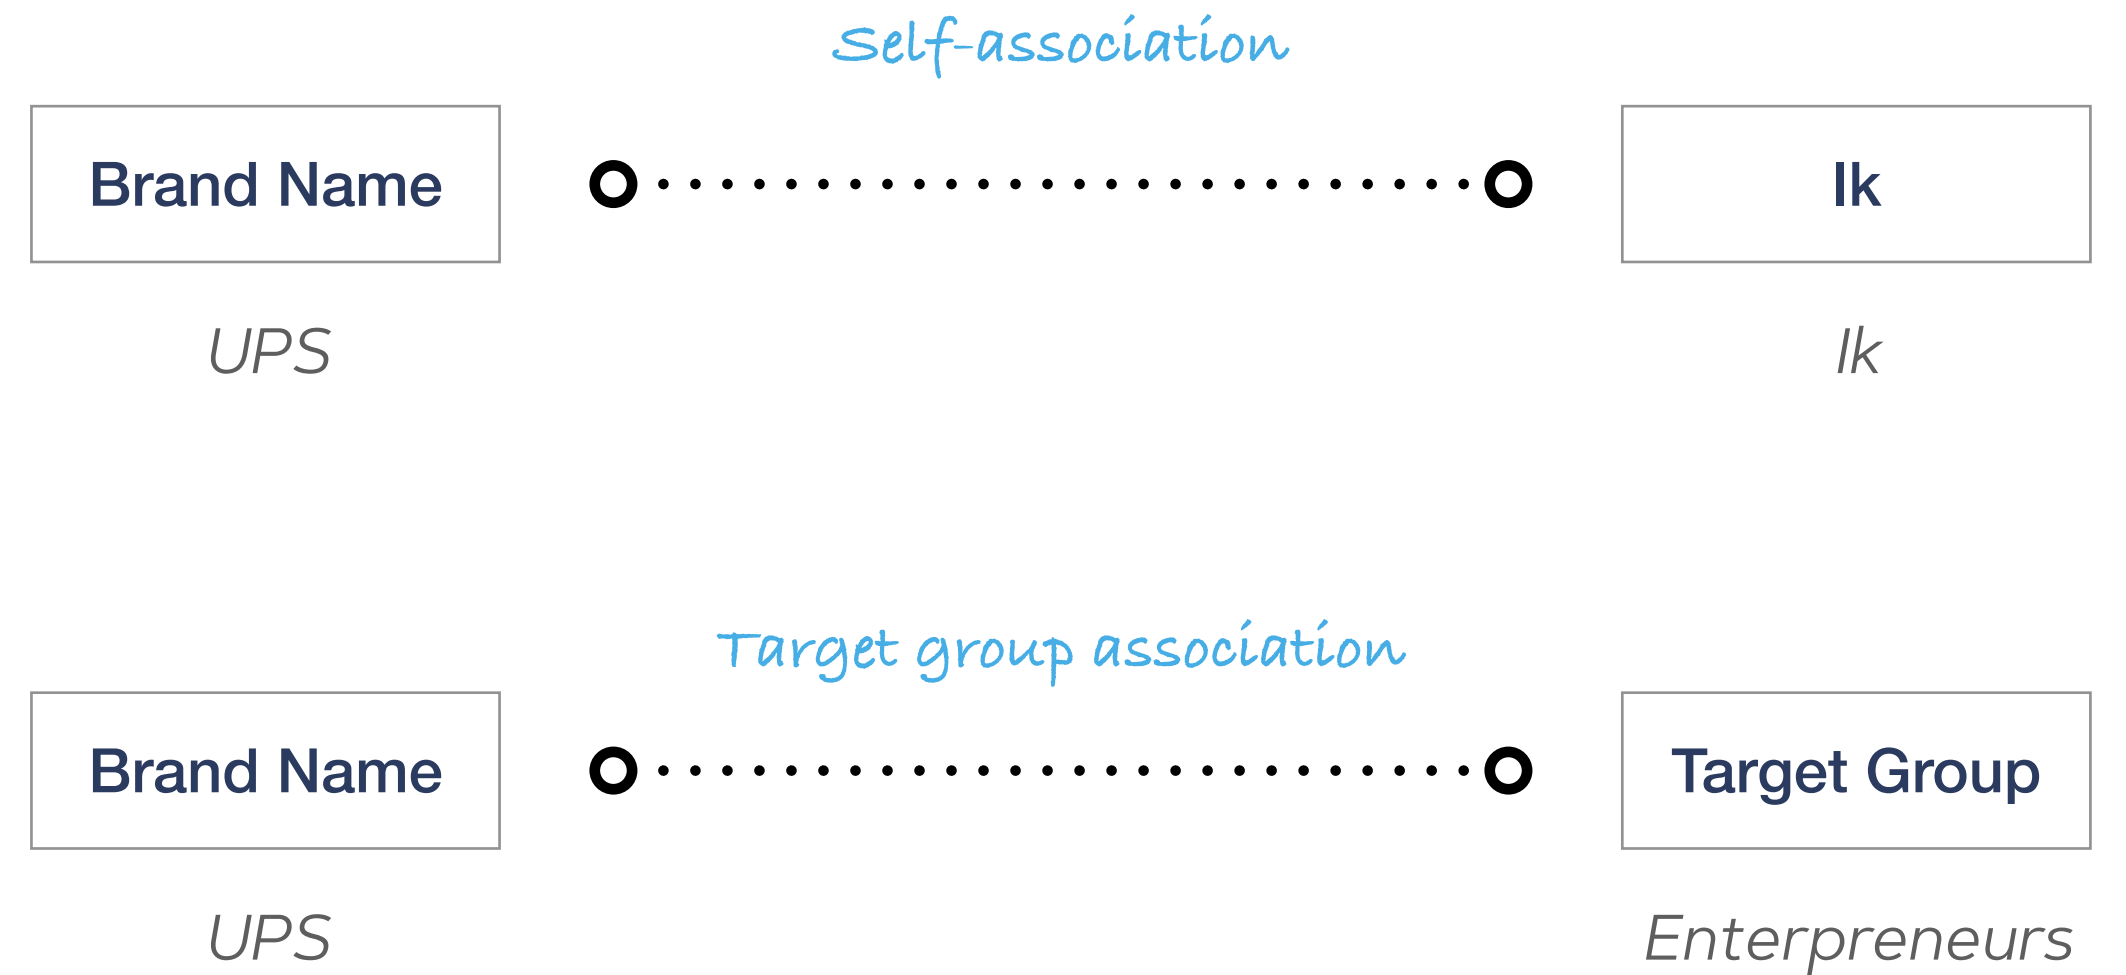 Self-association
Brand Name
Ik
UPS
Ik
Target group association
Brand Name
Target Group
UPS
Enterpreneurs